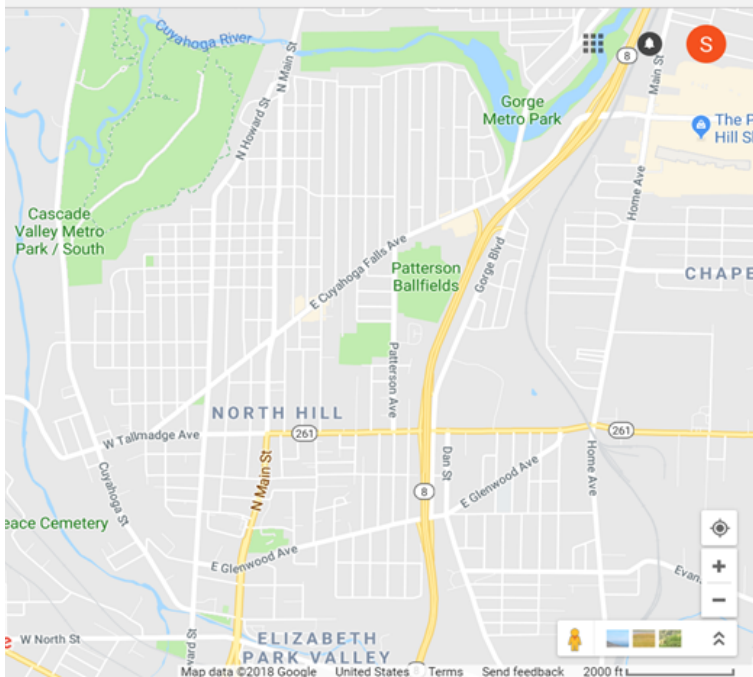 Cuyahoga River
N Main St
N Howard St
8
S
Main St
Gorge
Metro Park
The P
Hill S
Home Ave
Cascade
Valley Metro
Park / South
E Cuyahoga Falls Ave
Patterson
Ballfields
Gorge Blvd
CHAPE
Patterson Ave
NORTH HILL
W Tallmadge Ave
261
261
N Main St
Dan St
Home Ave
Cuyahoga St
8
E Glenwood Ave
eace Cemetery
E Glenwood Ave
Evan
W North St
ward St
ELIZABETH
PARK VALLEY
8
Map data ©2018 Google United States Terms Send feedback 2000 ft